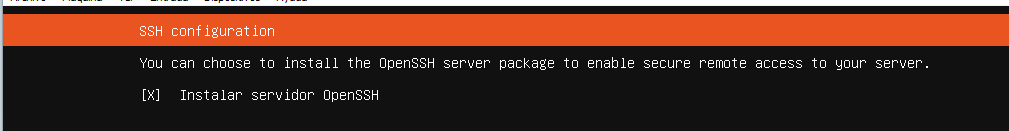 SSH configuration
You can choose to install the OpenSSH server package to enable secure remote access to your server.
[X] Instalar servidor OpenSSH